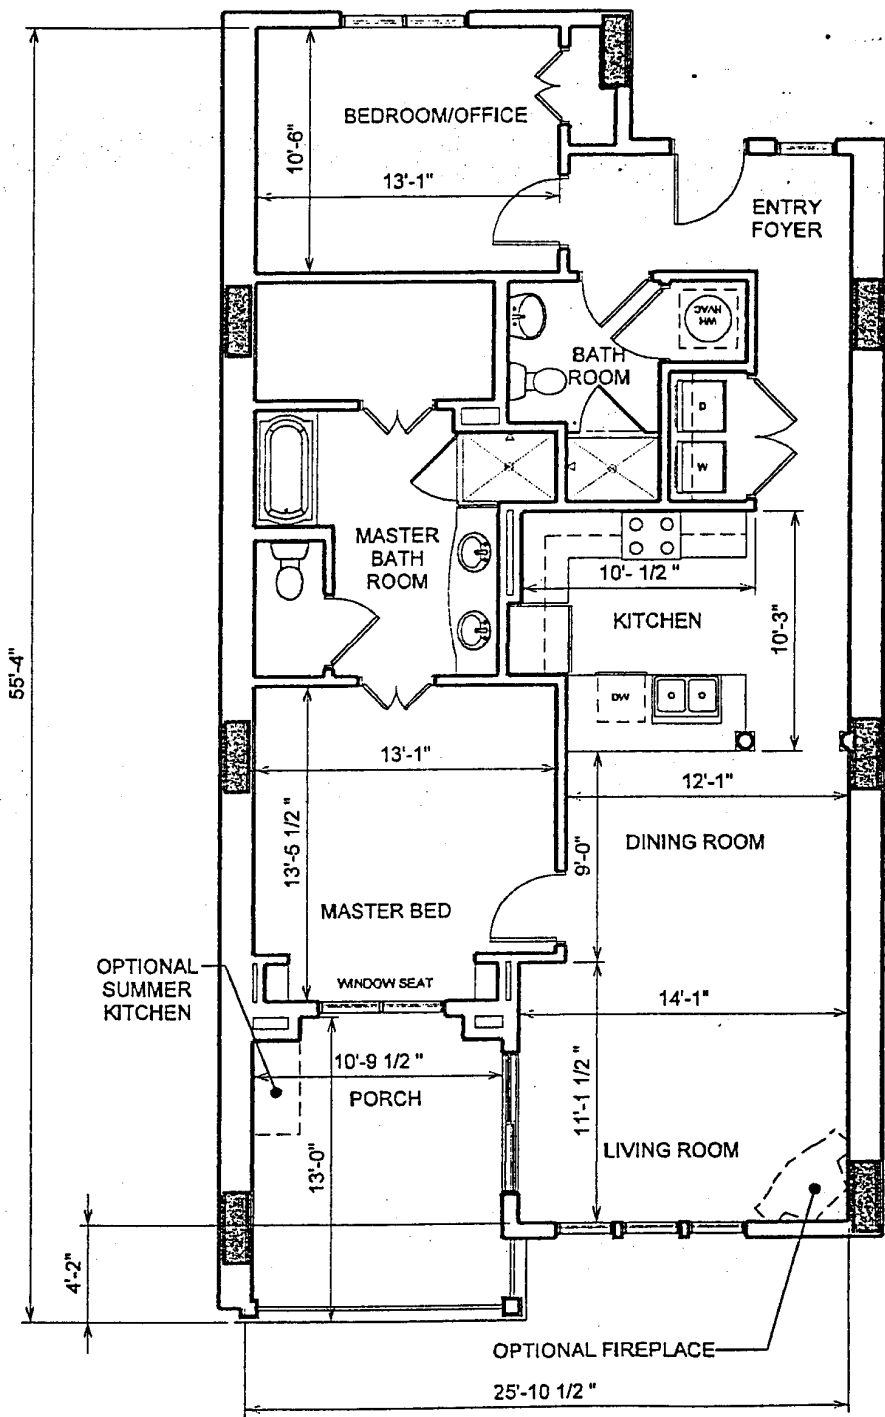 BEDROOM/OFFICE
10'-6"
13'-1"
ENTRY
FOYER
WH
HVAC
BATH
ROOM
D
W
MASTER
BATH
ROOM
10'- 1/2 "
KITCHEN
10'-3"
55'-4"
DW
13'-1"
12'-1"
13'-5 1/2 "
DINING ROOM
9'-0"
MASTER BED
OPTIONAL
SUMMER
KITCHEN
WINDOW SEAT
14'-1"
10'-9 1/2 "
PORCH
11'-1 1/2 "
13'-0"
LIVING ROOM
4'-2"
OPTIONAL FIREPLACE
25'-10 1/2 "